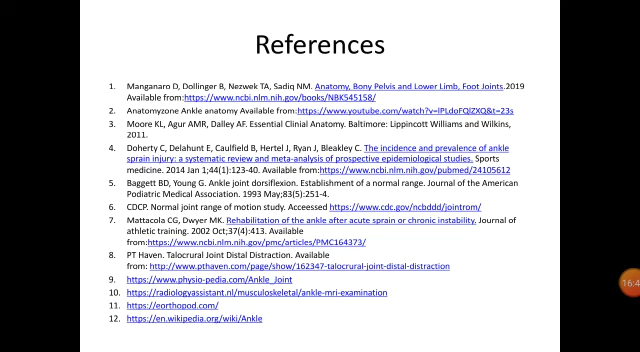 References
1. Manganaro D, Dollinger B, Nezwek TA, Sadiq NM. Anatomy, Bony Pelvis and Lower Limb, Foot Joints.2019
Available from:https://www.ncbi.nlm.nih.gov/books/NBK545158/
2. Anatomyzone Ankle anatomy Available from:https://www.youtube.com/watch?v=lPLdoFQlZXQ&t=23s
3. Moore KL, Agur AMR, Dalley AF. Essential Clinial Anatomy. Baltimore: Lippincott Williams and Wilkins,
2011.
4. Doherty C, Delahunt E, Caulfield B, Hertel J, Ryan J, Bleakley C. The incidence and prevalence of ankle
sprain injury: a systematic review and meta-analysis of prospective epidemiological studies. Sports
medicine. 2014 Jan 1;44(1):123-40. Available from:https://www.ncbi.nlm.nih.gov/pubmed/24105612
5. Baggett BD, Young G. Ankle joint dorsiflexion. Establishment of a normal range. Journal of the American
Podiatric Medical Association. 1993 May;83(5):251-4.
6. CDCP. Normal joint range of motion study. Acceessed https://www.cdc.gov/ncbddd/jointrom/
7. Mattacola CG, Dwyer MK. Rehabilitation of the ankle after acute sprain or chronic instability. Journal of
athletic training. 2002 Oct;37(4):413. Available
from:https://www.ncbi.nlm.nih.gov/pmc/articles/PMC164373/
8. PT Haven. Talocrural Joint Distal Distraction. Available
from: http://www.pthaven.com/page/show/162347-talocrural-joint-distal-distraction
9. https://www.physio-pedia.com/Ankle_Joint
10. https://radiologyassistant.nl/musculoskeletal/ankle-mri-examination
11. https://eorthopod.com/
12. https://en.wikipedia.org/wiki/Ankle
16:4